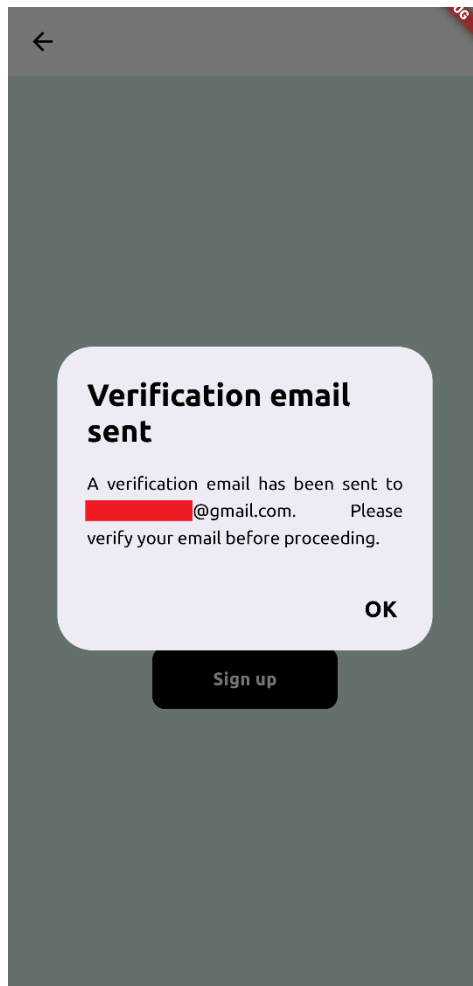 UG
Verification email
sent
A verification email has been sent to
@gmail.com. Please
verify your email before proceeding.
OK
Sign up